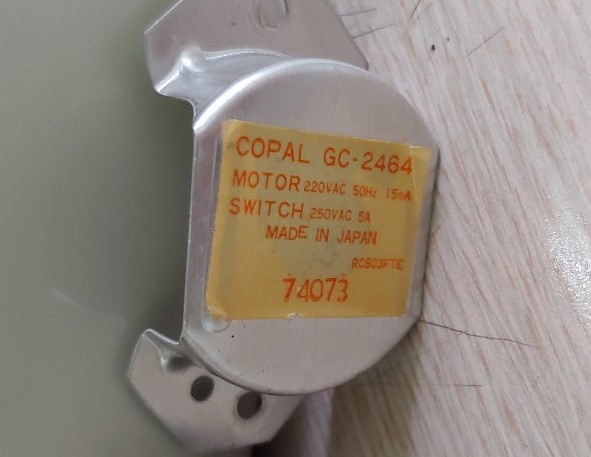 COPAL GC-2464
MOTOR 220VAC 50Hz 15mA
SWITCH 250VAC 5A
MADE IN JAPAN
RC803FTE
74073